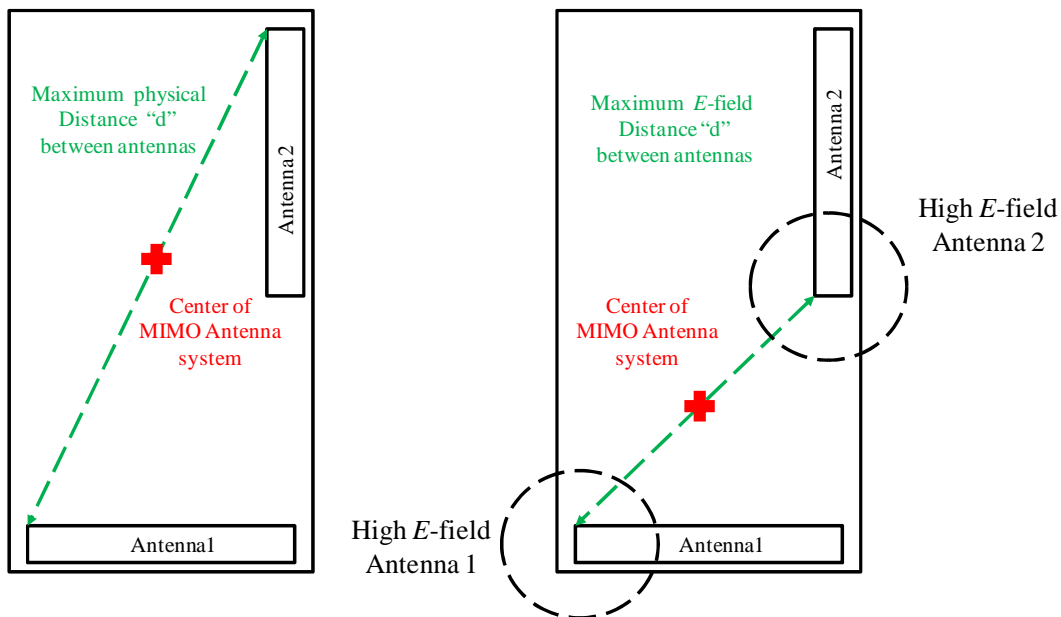 Maximum physical
Distance “d”
between antennas
Antenna 2
Center of
MIMO Antenna
system
Antenna1
Maximum E-field
Distance “d”
between antennas
Antenna 2
High E-field
Antenna 2
Center of
MIMO Antenna
system
High E-field
Antenna 1
Antenna1